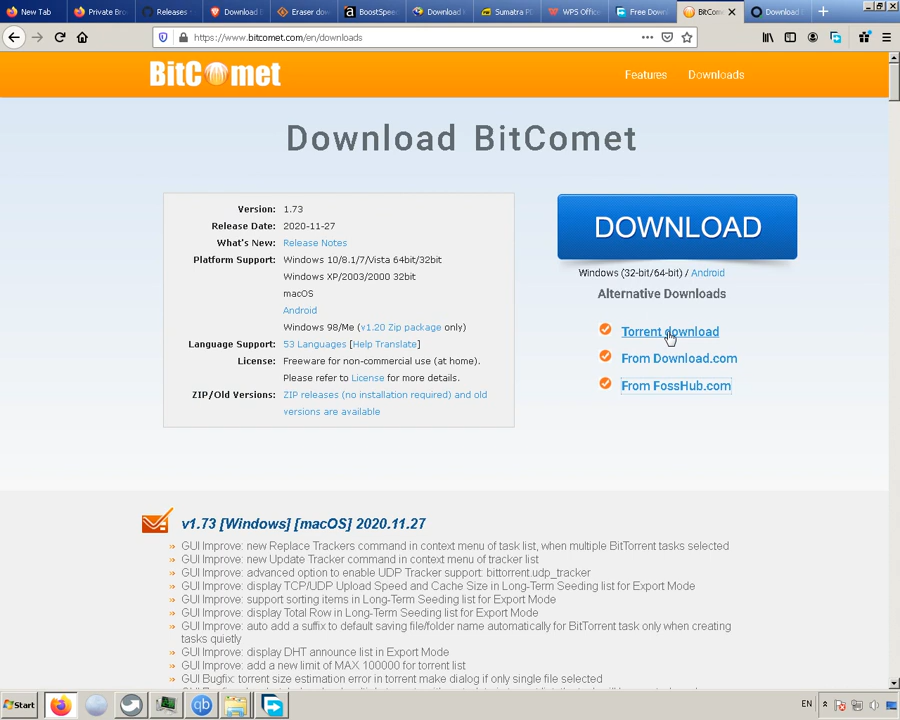 New Tab
Private Bro
Releases
Download
Eraser dow
BoostSpee
Download
Sumatra P
WPS Offic
Free Down
BitCom
Download
https://www.bitcomet.com/en/downloads
BitComet
Features
Downloads
Download BitComet
Version: 1.73
Release Date: 2020-11-27
What's New: Release Notes
Platform Support: Windows 10/8.1/7/Vista 64bit/32bit
Windows XP/2003/2000 32bit
macOS
Android
Windows 98/Me (v1.20 Zip package only)
Language Support: 53 Languages [Help Translate]
License: Freeware for non-commercial use (at home).
Please refer to License for more details.
ZIP/Old Versions: ZIP releases (no installation required) and old
versions are available
DOWNLOAD
Windows (32-bit/64-bit) / Android
Alternative Downloads
Torrent download
From Download.com
From FossHub.com
v1.73 [Windows] [macOS] 2020.11.27
» GUI Improve: new Replace Trackers command in context menu of task list, when multiple BitTorrent tasks selected
» GUI Improve: new Update Tracker command in context menu of tracker list
» GUI Improve: advanced option to enable UDP Tracker support: bittorrent.udp_tracker
» GUI Improve: display TCP/UDP Upload Speed and Cache Size in Long-Term Seeding list for Export Mode
» GUI Improve: support sorting items in Long-Term Seeding list for Export Mode
» GUI Improve: display Total Row in Long-Term Seeding list for Export Mode
» GUI Improve: auto add a suffix to default saving file/folder name automatically for BitTorrent task only when creating
tasks quietly
» GUI Improve: display DHT announce list in Export Mode
» GUI Improve: add a new limit of MAX 100000 for torrent list
» GUI Bugfix: torrent size estimation error in torrent make dialog if only single file selected
Start
EN
7:20 AM